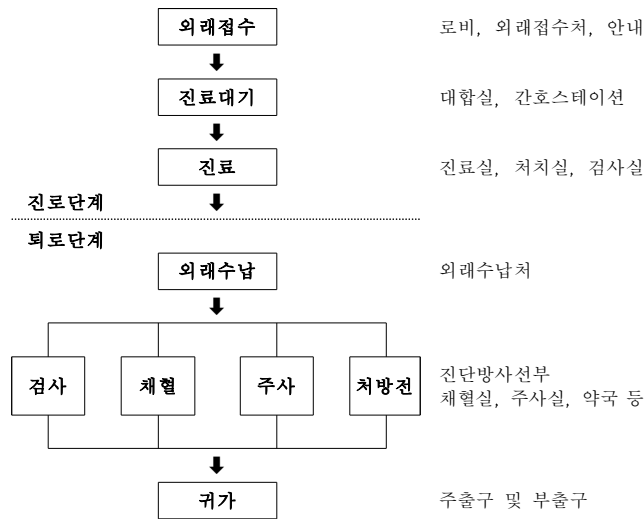 외래접수 로비, 외래접수처, 안내
진료대기 대합실, 간호스테이션
진료 진료실, 처치실, 검사실
진로단계
퇴로단계
외래수납 외래수납처
검사 채혈 주사 처방전 진단방사선부
채혈실, 주사실, 약국 등
귀가 주출구 및 부출구